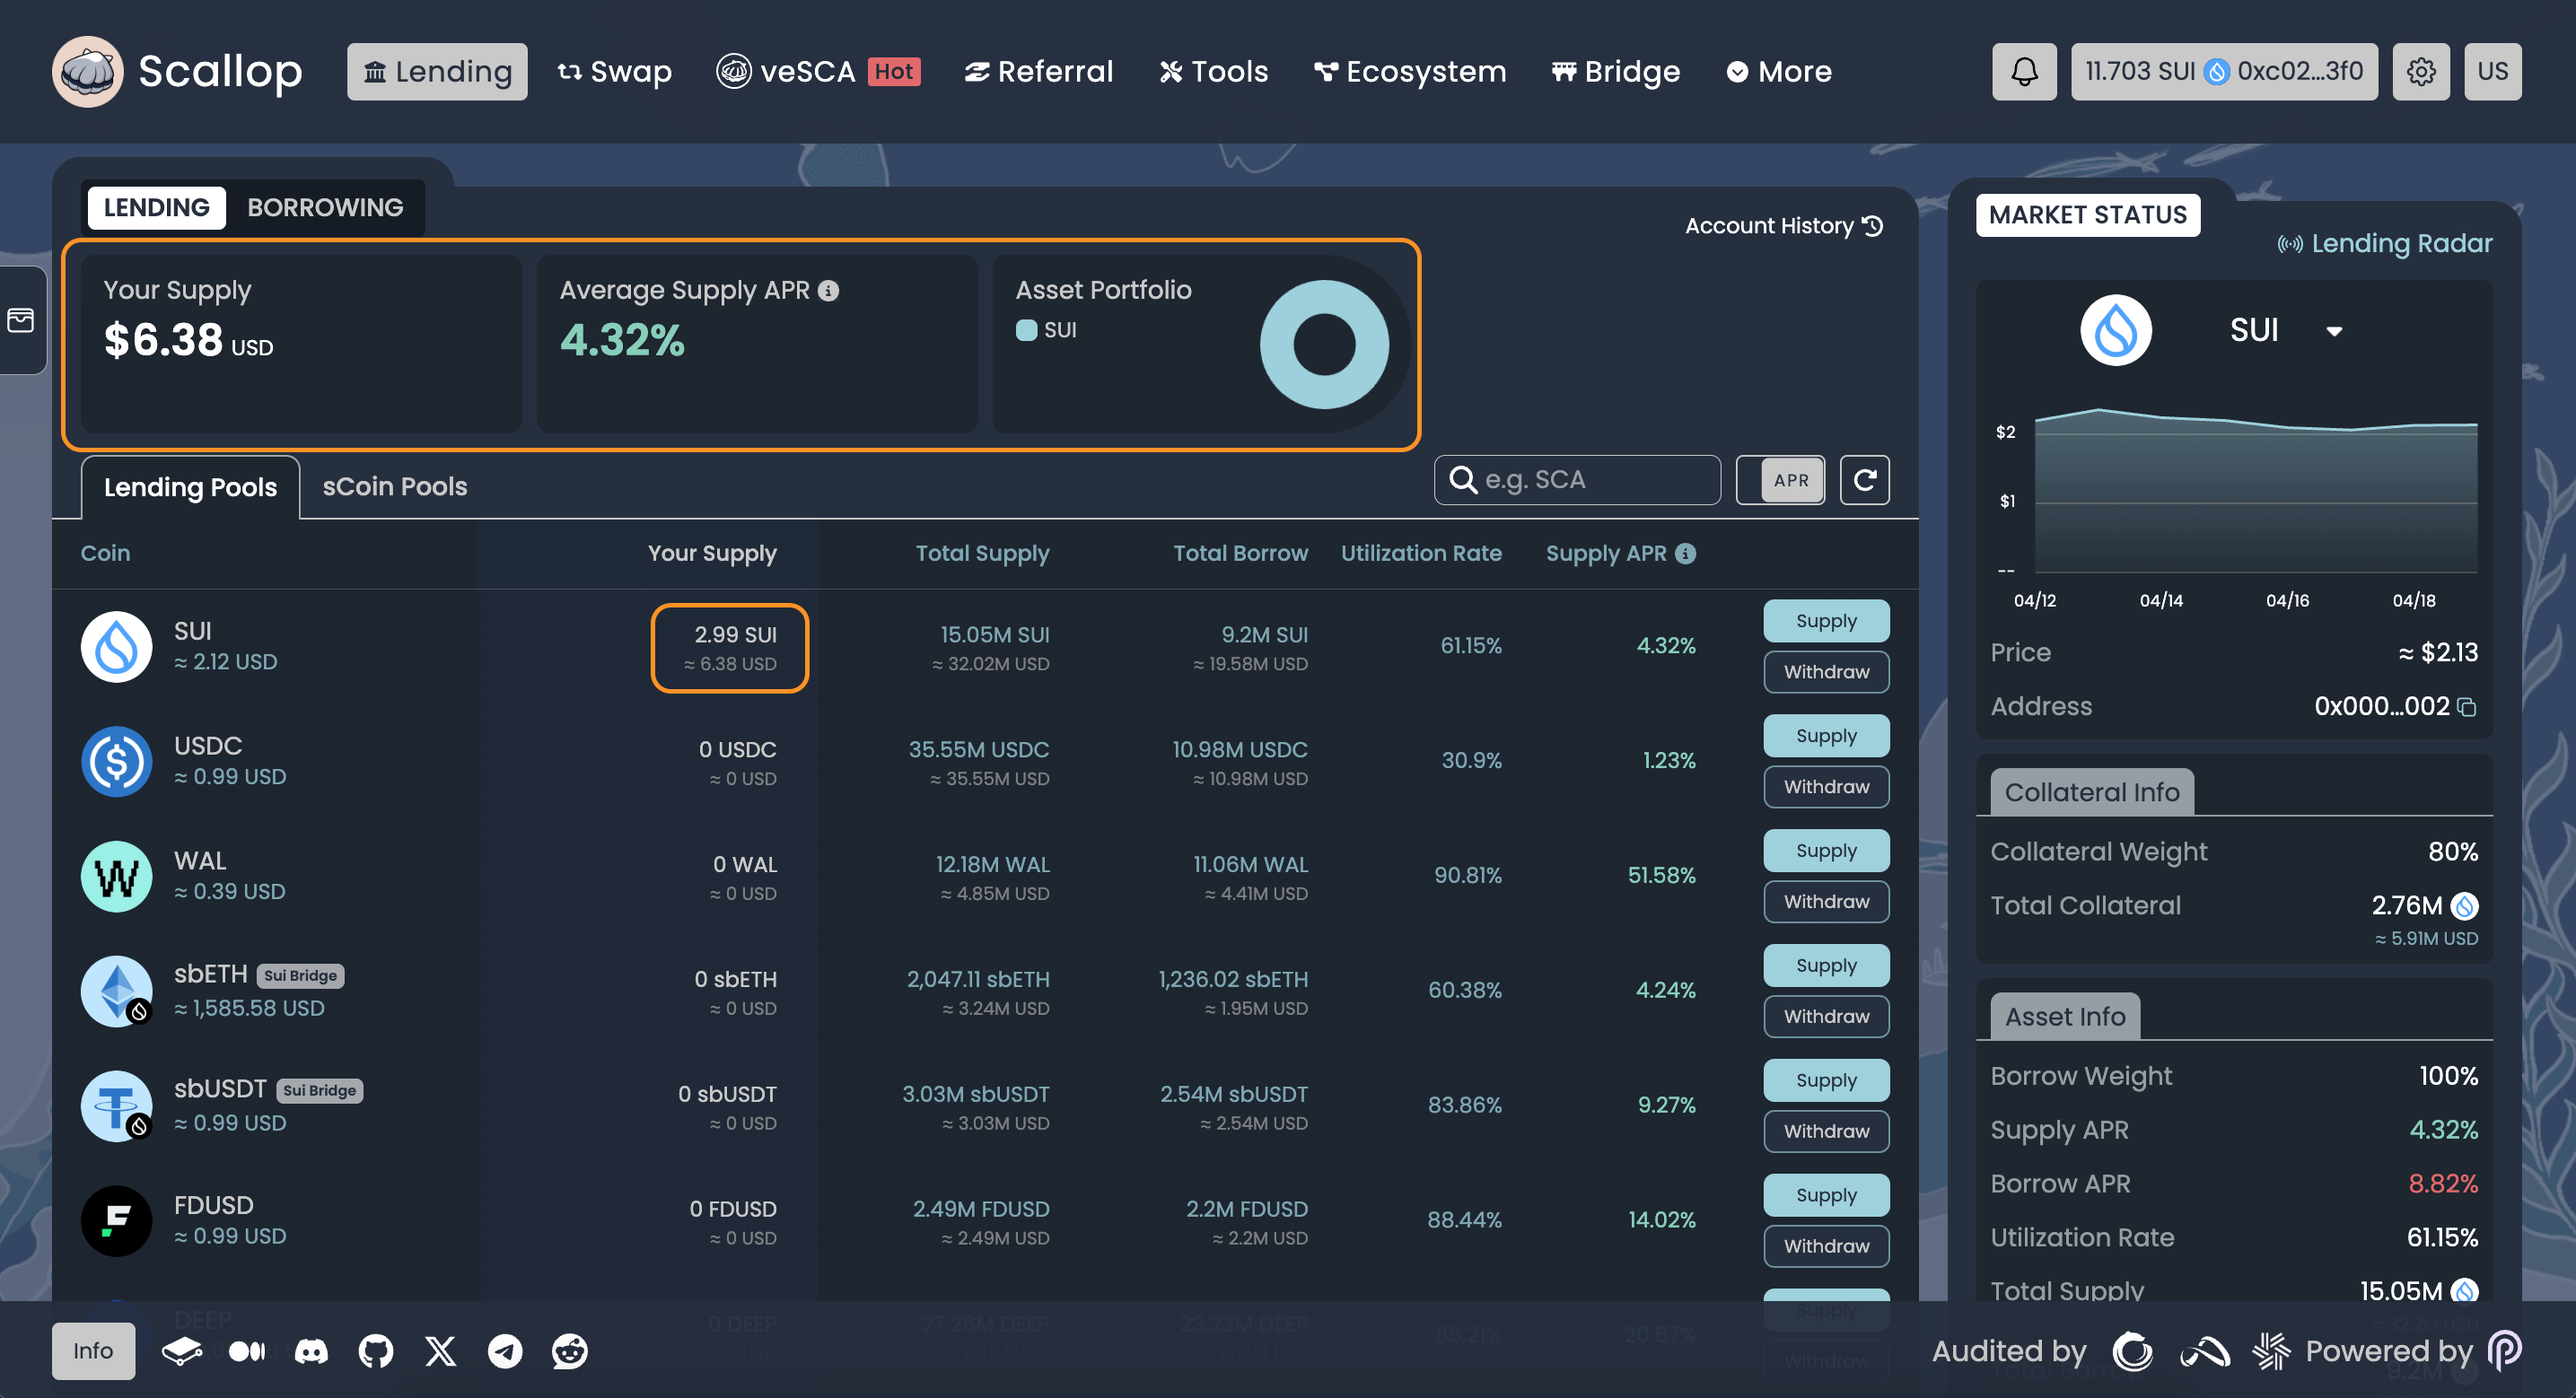 Scallop
Lending
Swap
veSCA Hot
Referral
Tools
Ecosystem
Bridge
More
11.703 SUI 0xc02...3f0
US
LENDING BORROWING
Account History
Your Supply
$6.38 USD
Average Supply APR
4.32%
Asset Portfolio
SUI
Lending Pools sCoin Pools
e.g. SCA
APR
Coin Your Supply Total Supply Total Borrow Utilization Rate Supply APR
SUI
≈ 2.12 USD
2.99 SUI
≈ 6.38 USD
15.05M SUI
≈ 32.02M USD
9.2M SUI
≈ 19.58M USD
61.15%
4.32%
Supply
Withdraw
USDC
≈ 0.99 USD
0 USDC
≈ 0 USD
35.55M USDC
≈ 35.55M USD
10.98M USDC
≈ 10.98M USD
30.9%
1.23%
Supply
Withdraw
WAL
≈ 0.39 USD
0 WAL
≈ 0 USD
12.18M WAL
≈ 4.85M USD
11.06M WAL
≈ 4.41M USD
90.81%
51.58%
Supply
Withdraw
sbETH Sui Bridge
≈ 1,585.58 USD
0 sbETH
≈ 0 USD
2,047.11 sbETH
≈ 3.24M USD
1,236.02 sbETH
≈ 1.95M USD
60.38%
4.24%
Supply
Withdraw
sbUSDT Sui Bridge
≈ 0.99 USD
0 sbUSDT
≈ 0 USD
3.03M sbUSDT
≈ 3.03M USD
2.54M sbUSDT
≈ 2.54M USD
83.86%
9.27%
Supply
Withdraw
FDUSD
≈ 0.99 USD
0 FDUSD
≈ 0 USD
2.49M FDUSD
≈ 2.49M USD
2.2M FDUSD
≈ 2.2M USD
88.44%
14.02%
Supply
Withdraw
DEEP
0 DEEP
27.26M DEEP
23.23M DEEP
85.21%
20.67%
Supply
Withdraw
MARKET STATUS
Lending Radar
SUI
$2
$1
--
04/12 04/14 04/16 04/18
Price ≈ $2.13
Address 0x000...002
Collateral Info
Collateral Weight 80%
Total Collateral 2.76M
≈ 5.91M USD
Asset Info
Borrow Weight 100%
Supply APR 4.32%
Borrow APR 8.82%
Utilization Rate 61.15%
Total Supply 15.05M
Info
Audited by
Powered by